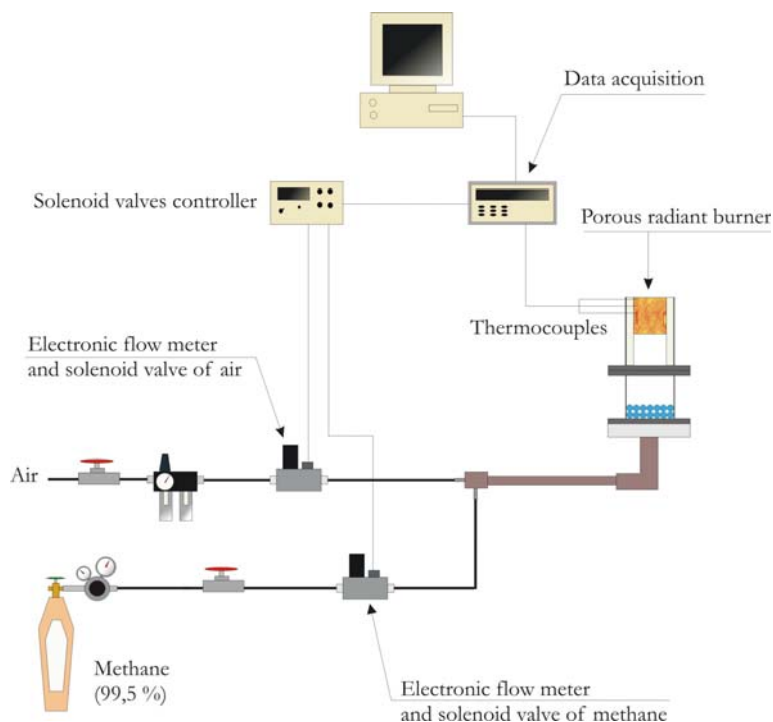 Data acquisition
Solenoid valves controller
Porous radiant burner
Thermocouples
Electronic flow meter
and solenoid valve of air
Air
Methane
(99,5 %)
Electronic flow meter
and solenoid valve of methane